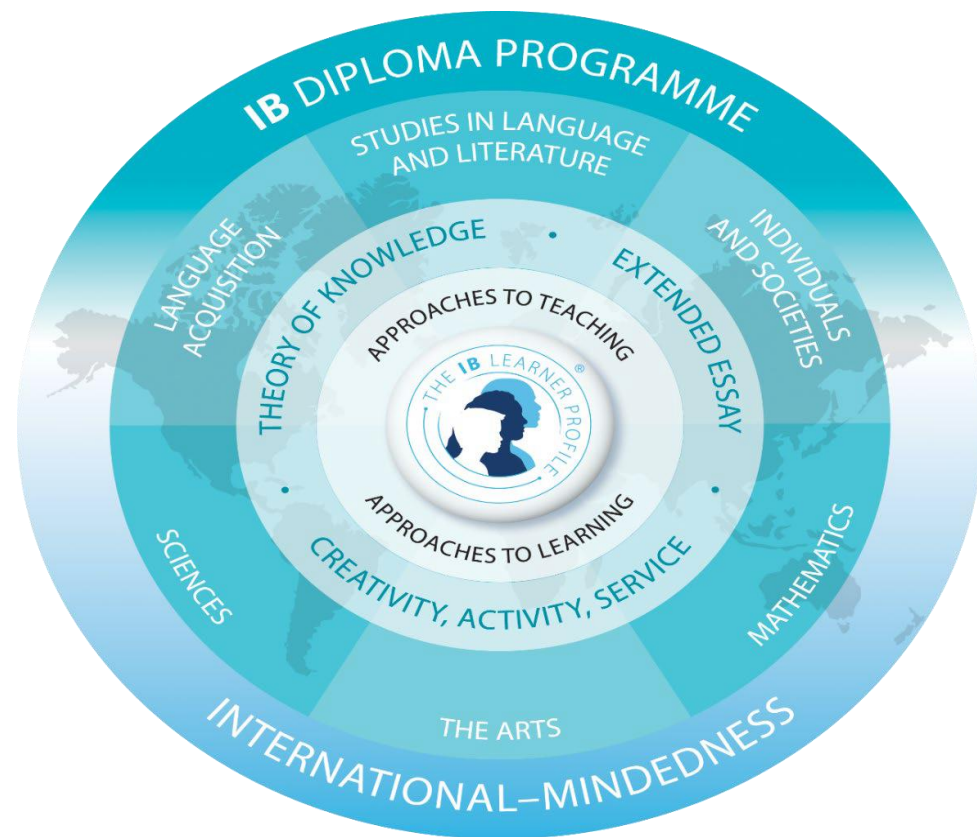 IB DIPLOMA PROGRAMME
STUDIES IN LANGUAGE
AND LITERATURE
LANGUAGE
ACQUISITION
INDIVIDUALS
AND SOCIETIES
THEORY OF KNOWLEDGE
•
EXTENDED ESSAY
APPROACHES TO TEACHING
• THE IB LEARNER PROFILE •
®
APPROACHES TO LEARNING
•
CREATIVITY, ACTIVITY, SERVICE
•
SCIENCES
MATHEMATICS
THE ARTS
INTERNATIONAL–MINDEDNESS